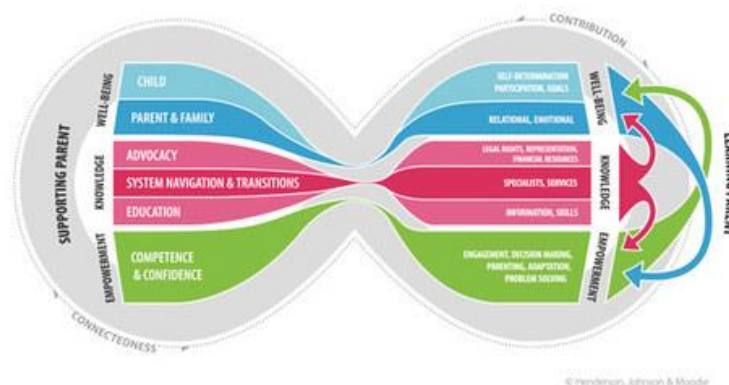 CONTRIBUTION
SUPPORTING PARENT
WELL-BEING
CHILD
PARENT & FAMILY
KNOWLEDGE
ADVOCACY
SYSTEM NAVIGATION & TRANSITIONS
EDUCATION
EMPOWERMENT
COMPETENCE
& CONFIDENCE
CONNECTEDNESS
SELF-DETERMINATION
PARTICIPATION, GOALS
RELATIONAL, EMOTIONAL
WELL-BEING
LEGAL RIGHTS, REPRESENTATION,
FINANCIAL RESOURCES
SPECIALISTS, SERVICES
INFORMATION, SKILLS
KNOWLEDGE
ENGAGEMENT, DECISION MAKING,
PARENTING, ADAPTATION,
PROBLEM SOLVING
EMPOWERMENT
© Henderson, Johnson & Moodie